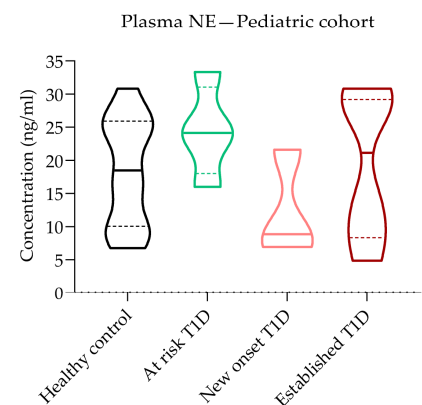 Plasma NE—Pediatric cohort
Concentration (ng/ml)
35
30
25
20
15
10
5
0
Healthy control
At risk T1D
New onset T1D
Established T1D